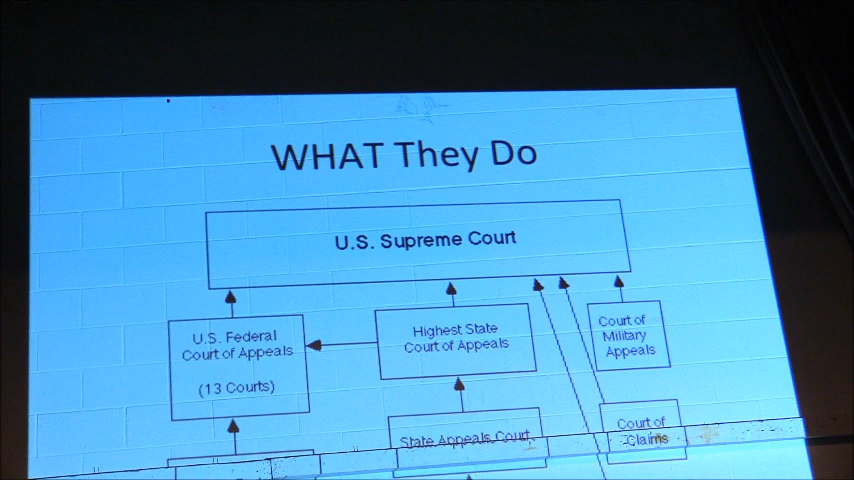 WHAT They Do
U.S. Supreme Court
U.S. Federal
Court of Appeals
(13 Courts)
Highest State
Court of Appeals
Court of
Military
Appeals
State Appeals Court
Court of
Claims